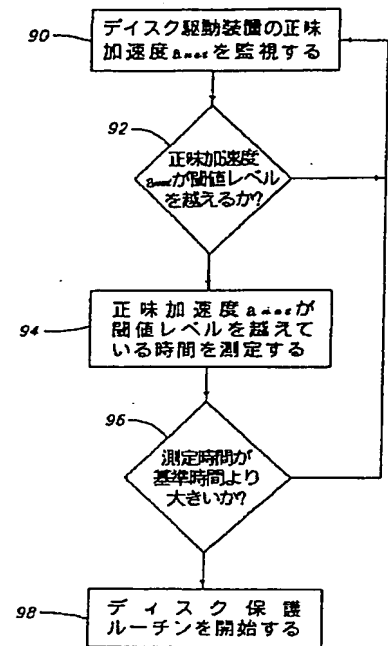 90
ディスク駆動装置の正味
加速度anetを監視する
92
正味加速度
anetが閾値レベル
を越えるか?
94
正味加速度anetが
閾値レベルを越えて
いる時間を測定する
96
測定時間が
基準時間より
大きいか?
98
ディスク保護
ルーチンを開始する